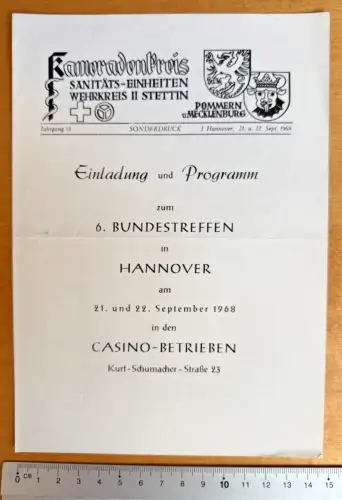 Kameradenkreis
SANITÄTS-EINHEITEN
WEHRKREIS II STETTIN
POMMERN
u. MECKLENBURG
Jahrgang 13 SONDERDRUCK 3 Hannover, 21. u. 22. Sept. 1968
Einladung und Programm
zum
6. BUNDESTREFFEN
in
HANNOVER
am
21. und 22. September 1968
in den
CASINO-BETRIEBEN
Kurt-Schumacher-Straße 23
0 1 2 3 4 5 6 7 8 9 10 11 12 13 14 15